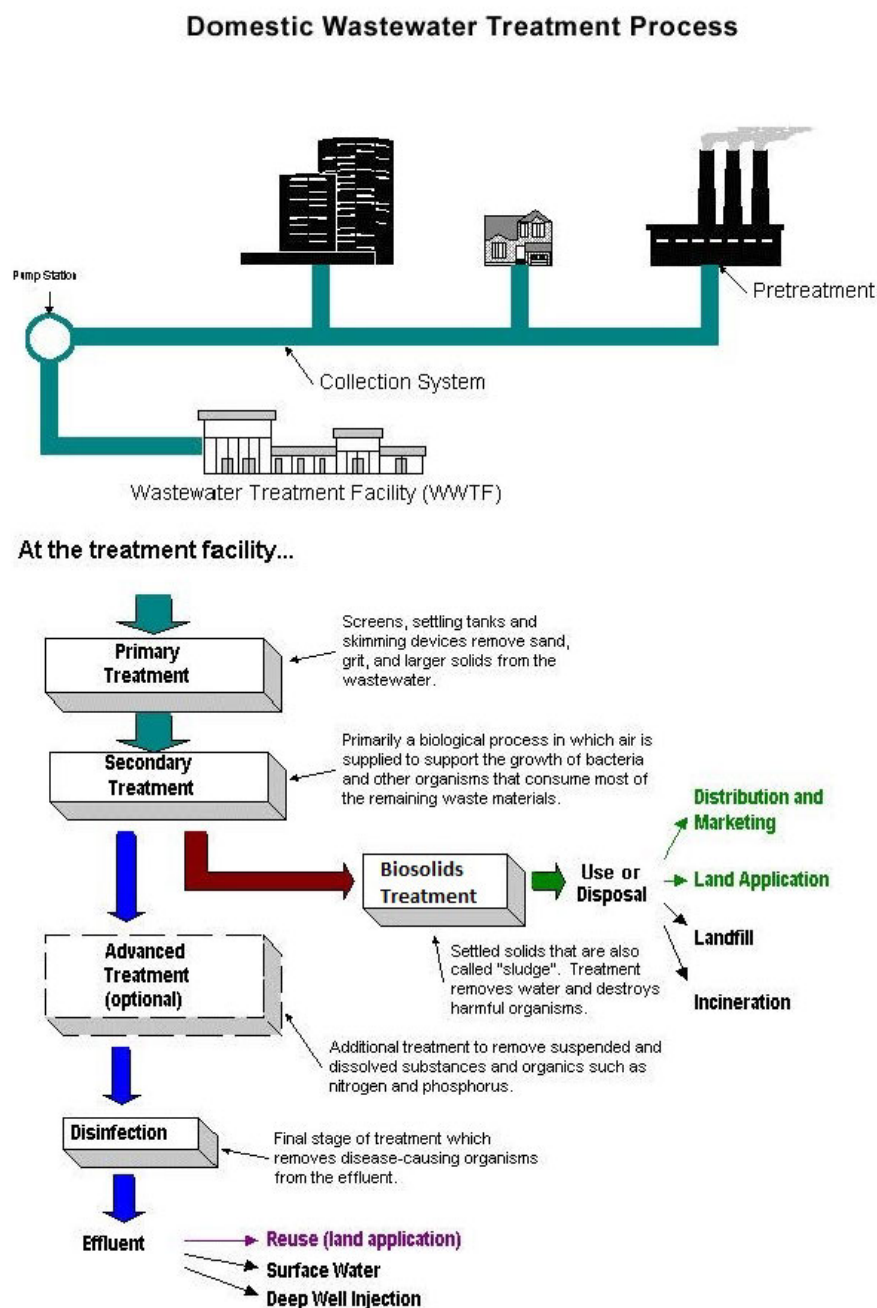 Domestic Wastewater Treatment Process
Pump Station
Pretreatment
Collection System
Wastewater Treatment Facility (WWTF)
At the treatment facility...
Primary
Treatment
Screens, settling tanks and
skimming devices remove sand,
grit, and larger solids from the
wastewater.
Secondary
Treatment
Primarily a biological process in which air is
supplied to support the growth of bacteria
and other organisms that consume most of
the remaining waste materials.
Biosolids
Treatment
Use or
Disposal
Distribution and
Marketing
Land Application
Landfill
Incineration
Settled solids that are also
called "sludge". Treatment
removes water and destroys
harmful organisms.
Advanced
Treatment
(optional)
Additional treatment to remove suspended and
dissolved substances and organics such as
nitrogen and phosphorus.
Disinfection
Final stage of treatment which
removes disease-causing organisms
from the effluent.
Effluent
Reuse (land application)
Surface Water
Deep Well Injection